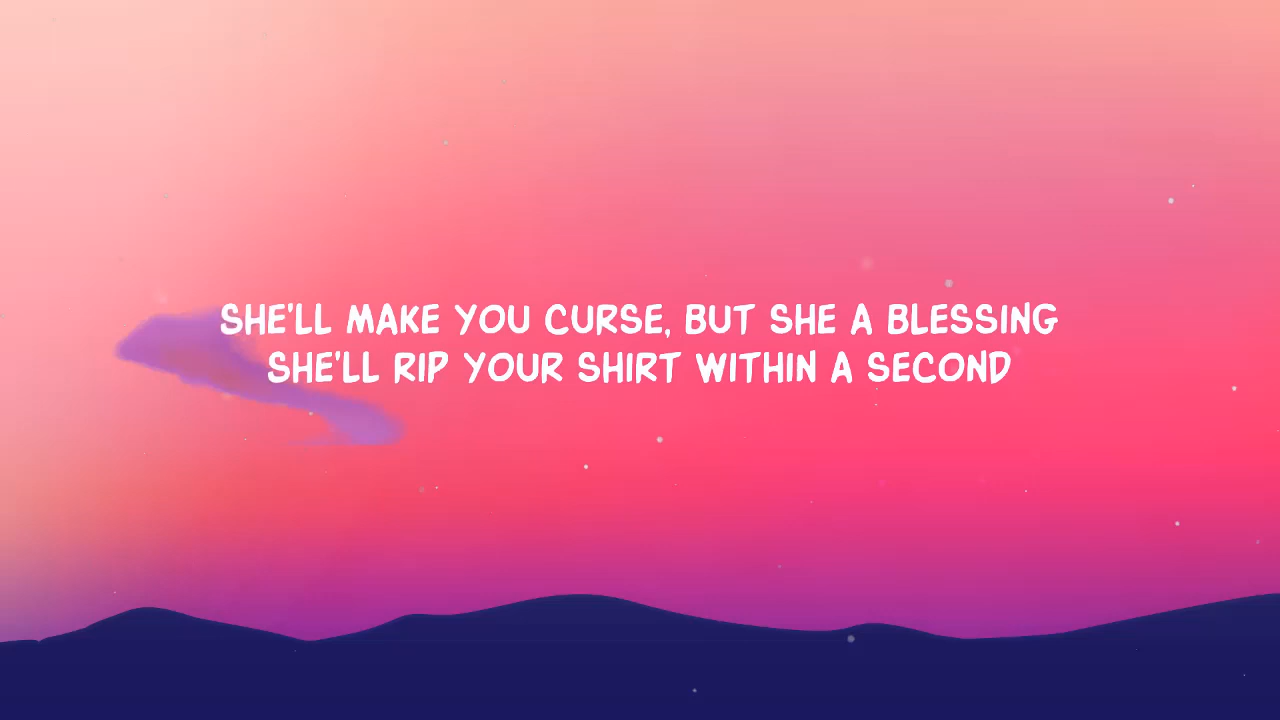 SHE'LL MAKE YOU CURSE, BUT SHE A BLESSING
SHE'LL RIP YOUR SHIRT WITHIN A SECOND